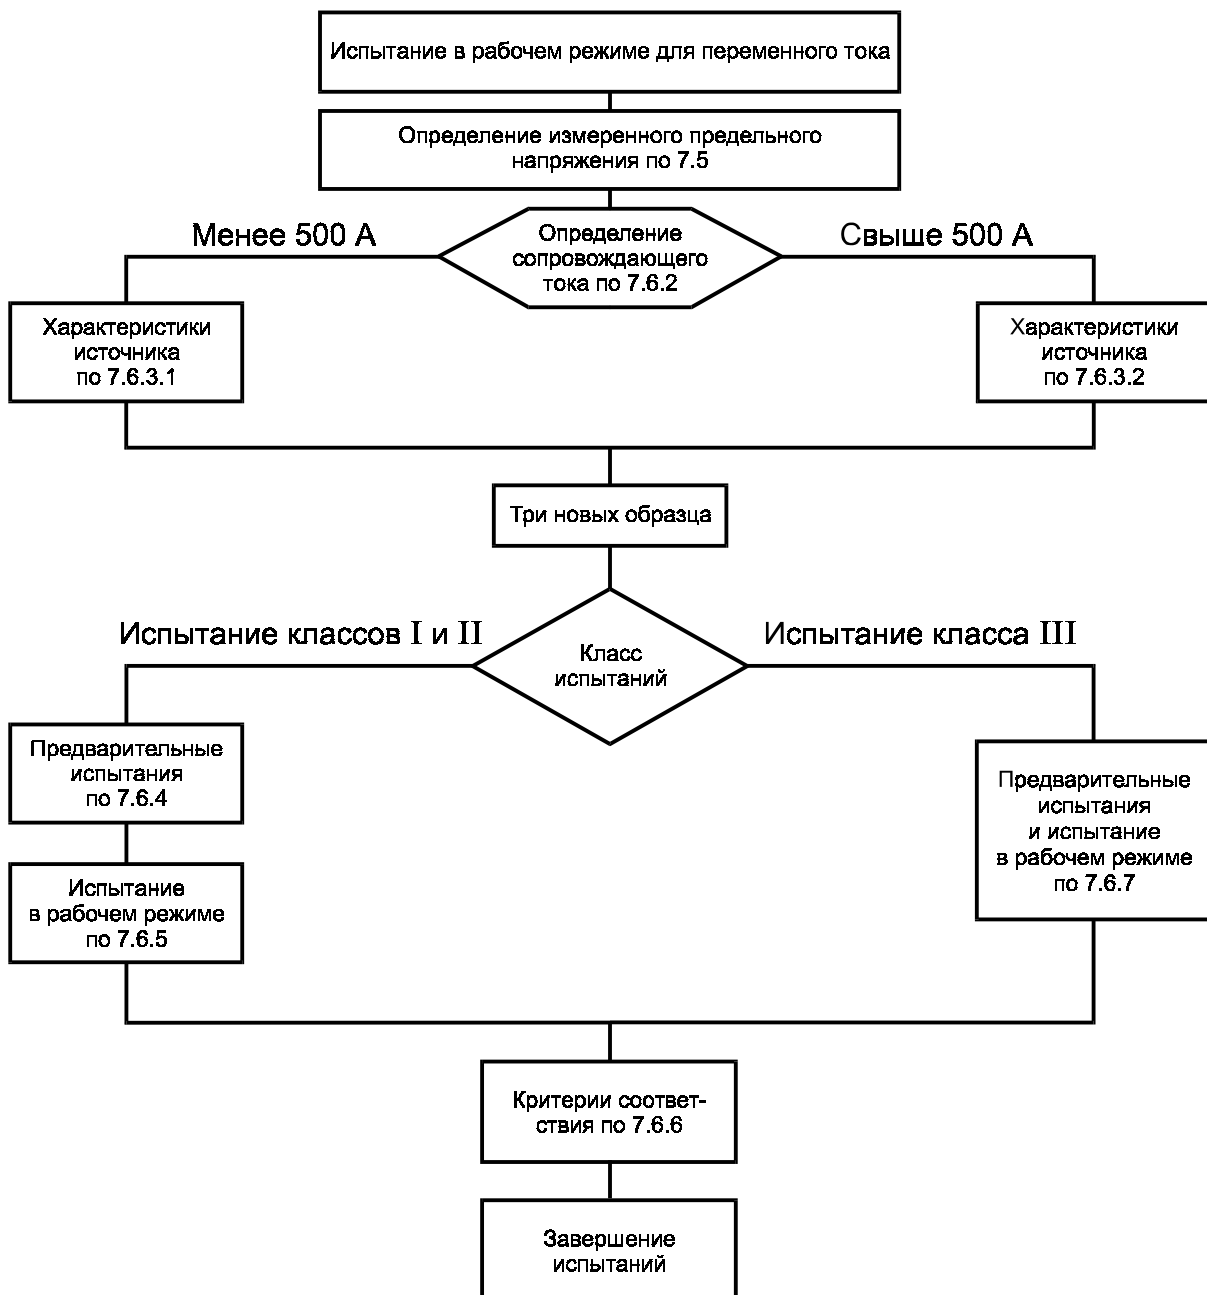 Испытание в рабочем режиме для переменного тока
Определение измеренного предельного
напряжения по 7.5
Менее 500 А
Определение
сопровождающего
тока по 7.6.2
Свыше 500 А
Характеристики
источника
по 7.6.3.1
Характеристики
источника
по 7.6.3.2
Три новых образца
Испытание классов I и II
Класс
испытаний
Испытание класса III
Предварительные
испытания
по 7.6.4
Испытание
в рабочем режиме
по 7.6.5
Предварительные
испытания
и испытание
в рабочем режиме
по 7.6.7
Критерии соответ-
ствия по 7.6.6
Завершение
испытаний